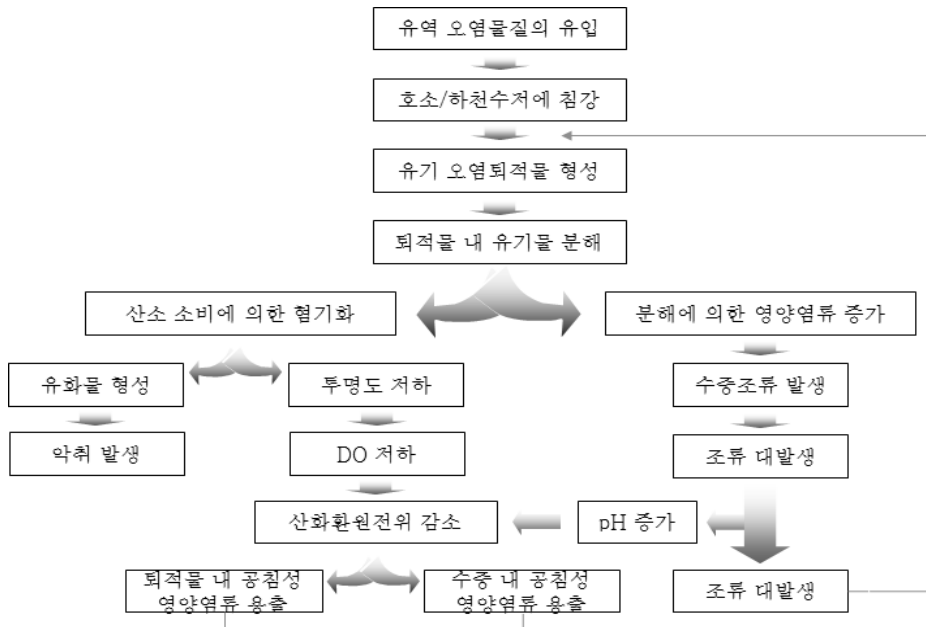 유역 오염물질의 유입
호소/하천수저에 침강
유기 오염퇴적물 형성
퇴적물 내 유기물 분해
산소 소비에 의한 혐기화
분해에 의한 영양염류 증가
유화물 형성
투명도 저하
수중조류 발생
악취 발생
DO 저하
조류 대발생
산화환원전위 감소
pH 증가
퇴적물 내 공침성
영양염류 용출
수중 내 공침성
영양염류 용출
조류 대발생